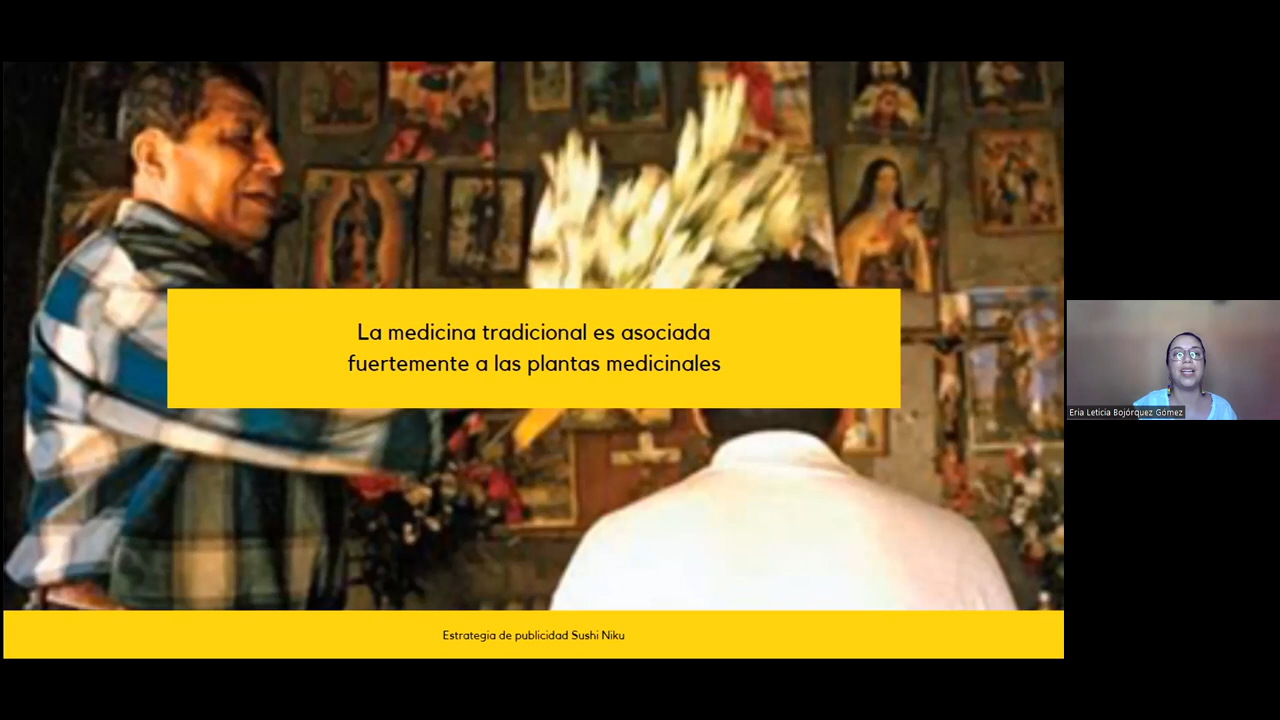 La medicina tradicional es asociada
fuertemente a las plantas medicinales
Eria Leticia Bojórquez Gómez
Estrategia de publicidad Sushi Niku